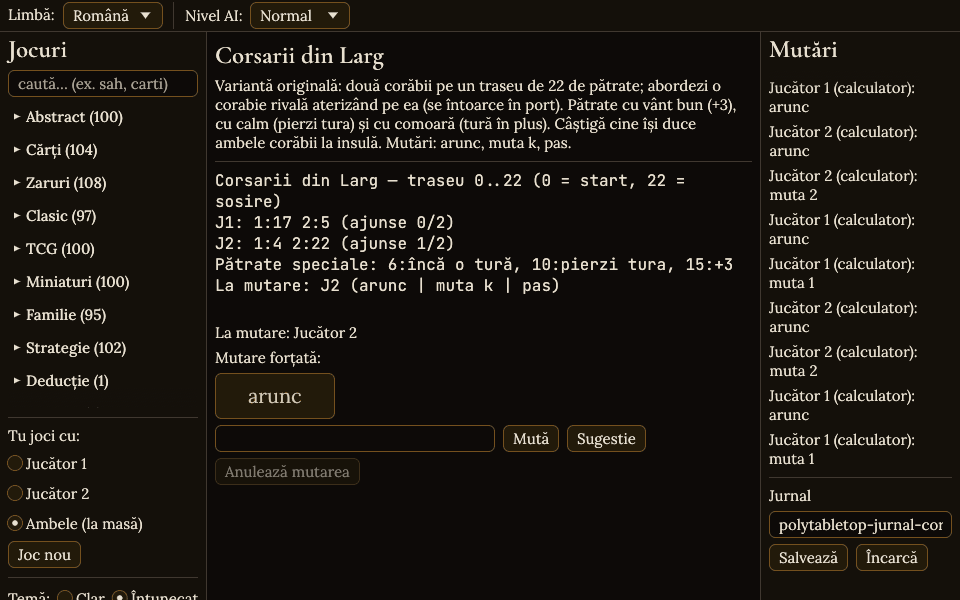 Limbă:
Română
Nivel AI:
Normal
Jocuri
caută... (ex. sah, carti)
Abstract (100)
Cărți (104)
Zaruri (108)
Clasic (97)
TCG (100)
Miniaturi (100)
Familie (95)
Strategie (102)
Deducție (1)
Tu joci cu:
Jucător 1
Jucător 2
Ambele (la masă)
Joc nou
Temă:
Clar
Întunecat
Corsarii din Larg
Variantă originală: două corăbii pe un traseu de 22 de pătrate; abordezi o
corabie rivală aterizând pe ea (se întoarce în port). Pătrate cu vânt bun (+3),
cu calm (pierzi tura) și cu comoară (tură în plus). Câștigă cine își duce
ambele corăbii la insulă. Mutări: arunc, muta k, pas.
Corsarii din Larg — traseu 0..22 (0 = start, 22 =
sosire)
J1: 1:17 2:5 (ajunse 0/2)
J2: 1:4 2:22 (ajunse 1/2)
Pătrate speciale: 6:încă o tură, 10:pierzi tura, 15:+3
La mutare: J2 (arunc | muta k | pas)
La mutare: Jucător 2
Mutare forțată:
arunc
Mută
Sugestie
Anulează mutarea
Mutări
Jucător 1 (calculator):
arunc
Jucător 2 (calculator):
arunc
Jucător 2 (calculator):
muta 2
Jucător 1 (calculator):
arunc
Jucător 1 (calculator):
muta 1
Jucător 2 (calculator):
arunc
Jucător 2 (calculator):
muta 2
Jucător 1 (calculator):
arunc
Jucător 1 (calculator):
muta 1
Jurnal
polytabletop-jurnal-cor
Salvează
Încarcă